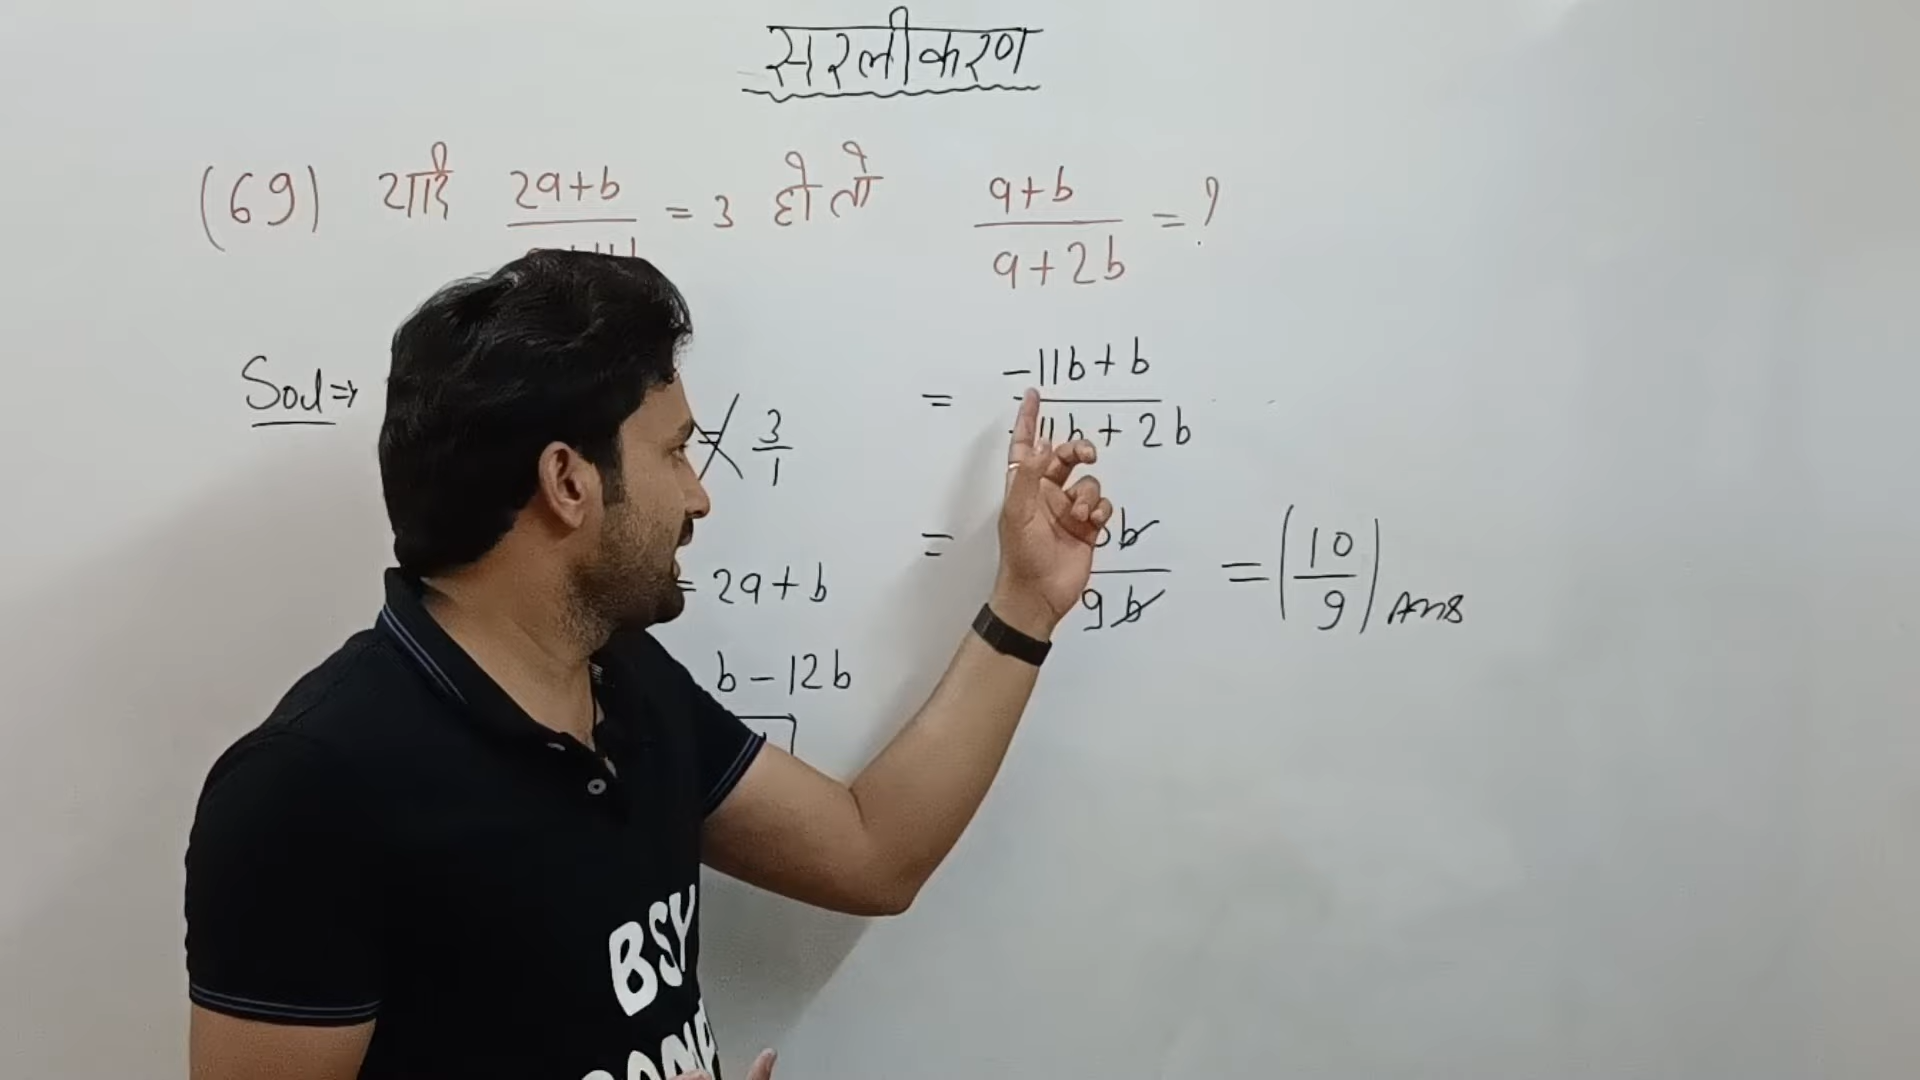 सरलीकरण
(69) यदि 2a+b = 3 हो तो a+b / a+2b = ?
Sol⇒
= 3/1
= -11b+b / -11b+2b
= b / 9b = (10/9) Ans
= 2a+b
b-12b
BSY